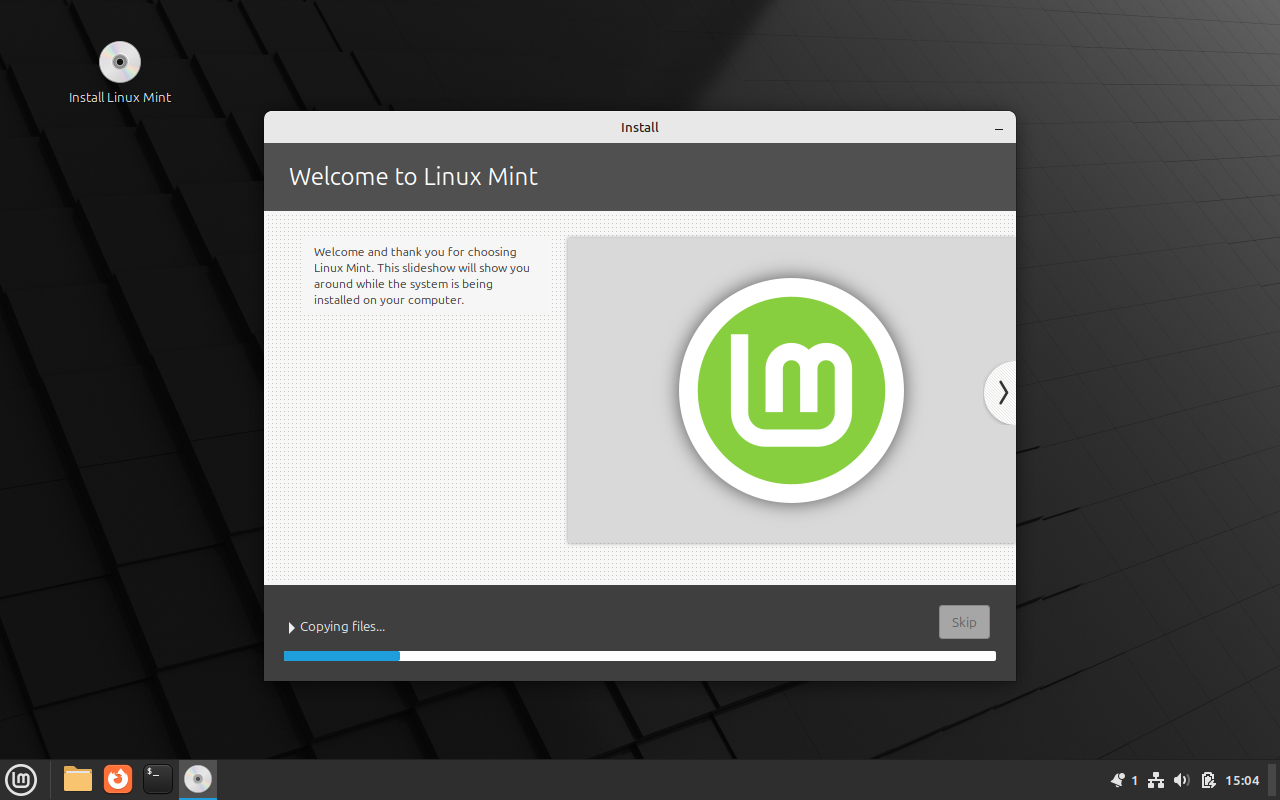 Install Linux Mint
Install
Welcome to Linux Mint
Welcome and thank you for choosing
Linux Mint. This slideshow will show you
around while the system is being
installed on your computer.
Copying files...
Skip
$_
1
15:04